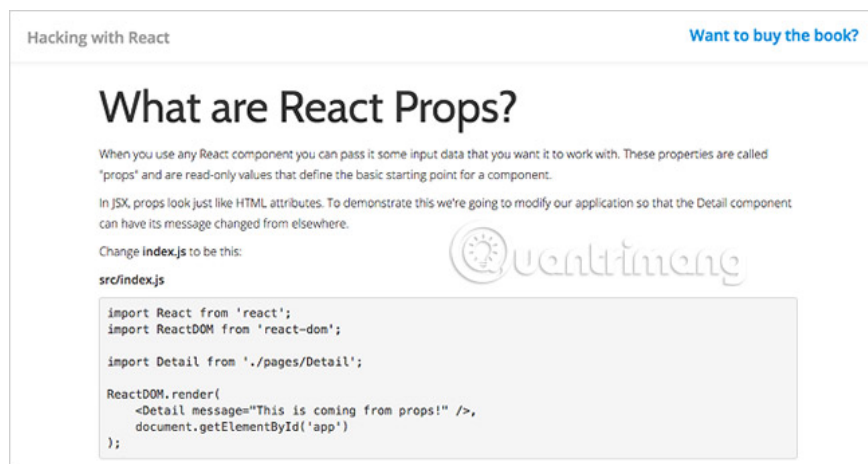 Hacking with React
Want to buy the book?
What are React Props?
When you use any React component you can pass it some input data that you want it to work with. These properties are called
"props" and are read-only values that define the basic starting point for a component.
In JSX, props look just like HTML attributes. To demonstrate this we're going to modify our application so that the Detail component
can have its message changed from elsewhere.
Change index.js to be this:
Quantrimang
src/index.js
import React from 'react';
import ReactDOM from 'react-dom';
import Detail from './pages/Detail';
ReactDOM.render(
    <Detail message="This is coming from props!" />,
    document.getElementById('app')
);